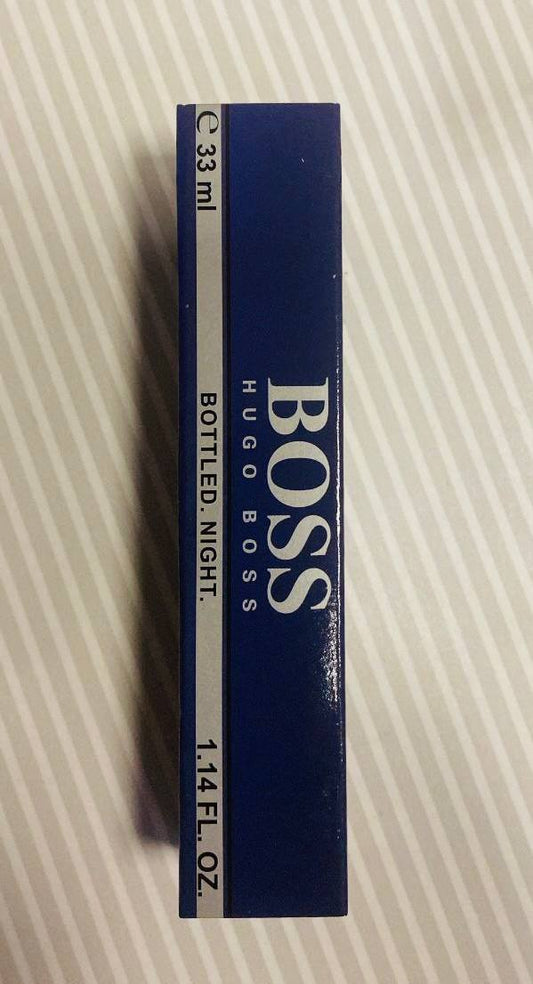 BOSS
HUGO BOSS
℮ 33 ml BOTTLED. NIGHT. 1.14 FL. OZ.